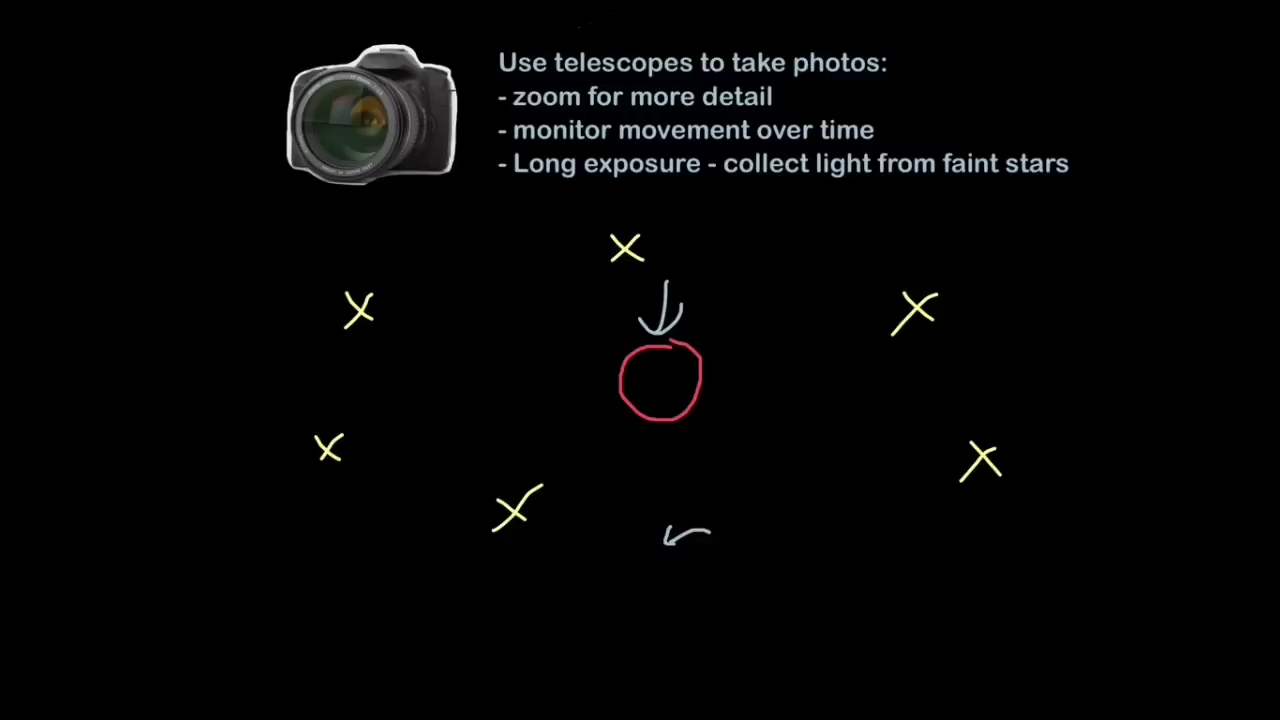 Use telescopes to take photos:
- zoom for more detail
- monitor movement over time
- Long exposure - collect light from faint stars